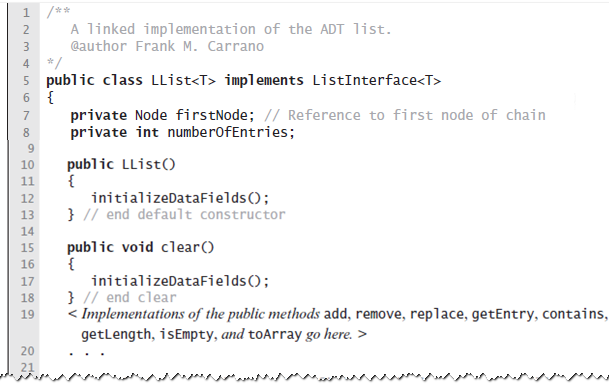 1 /**
2 A linked implementation of the ADT list.
3 @author Frank M. Carrano
4 */
5 public class LList<T> implements ListInterface<T>
6 {
7 private Node firstNode; // Reference to first node of chain
8 private int numberOfEntries;
9
10 public LList()
11 {
12 initializeDataFields();
13 } // end default constructor
14
15 public void clear()
16 {
17 initializeDataFields();
18 } // end clear
19 < Implementations of the public methods add, remove, replace, getEntry, contains,
getLength, isEmpty, and toArray go here. >
20 . . .
21